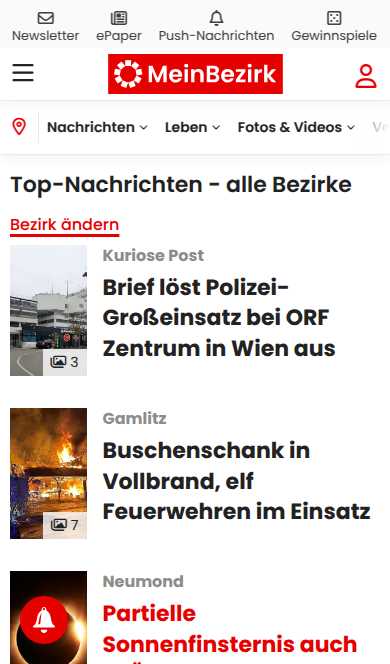 Newsletter ePaper Push-Nachrichten Gewinnspiele
MeinBezirk
Nachrichten Leben Fotos & Videos
Top-Nachrichten - alle Bezirke
Bezirk ändern
Kuriose Post
Brief löst Polizei-
Großeinsatz bei ORF
Zentrum in Wien aus
3
Gamlitz
Buschenschank in
Vollbrand, elf
Feuerwehren im Einsatz
7
Neumond
Partielle
Sonnenfinsternis auch